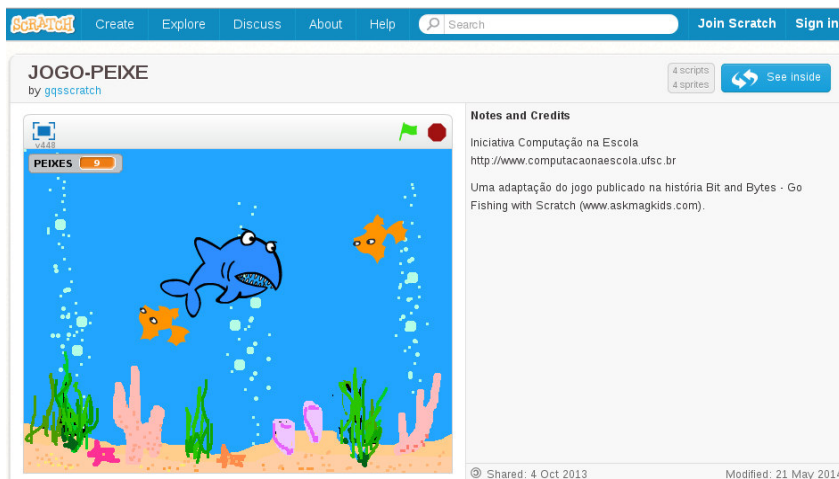 SCRATCH Create Explore Discuss About Help Search Join Scratch Sign in
JOGO-PEIXE
by gqsscratch
4 scripts
4 sprites
See inside
v448
PEIXES 9
Notes and Credits
Iniciativa Computação na Escola
http://www.computacaonaescola.ufsc.br
Uma adaptação do jogo publicado na história Bit and Bytes - Go
Fishing with Scratch (www.askmagkids.com).
Shared: 4 Oct 2013 Modified: 21 May 2014